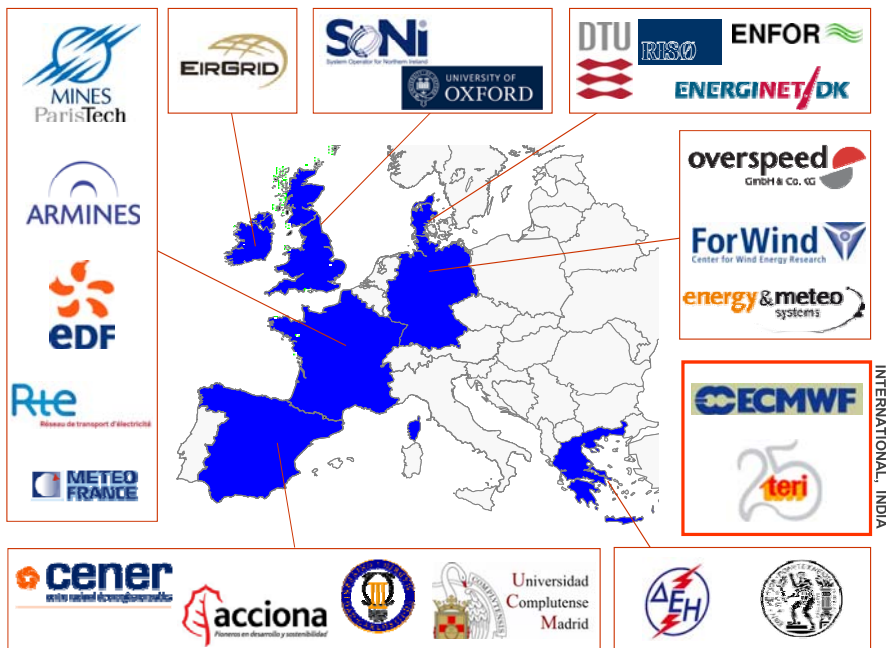 MINES
ParisTech
ARMINES
eDF
Rte
Réseau de transport d'électricité
METEO
FRANCE
EIRGRID
SONi
System Operator for Northern Ireland
UNIVERSITY OF
OXFORD
DTU
RISØ
ENFOR
ENERGINET/DK
overspeed
GmbH & Co. KG
ForWind
Center for Wind Energy Research
energy & meteo
systems
ECMWF
25
teri
INTERNATIONAL, INDIA
cener
acciona
Pioneros en desarrollo y sostenibilidad
Universidad
Complutense
Madrid
ΔΕΗ